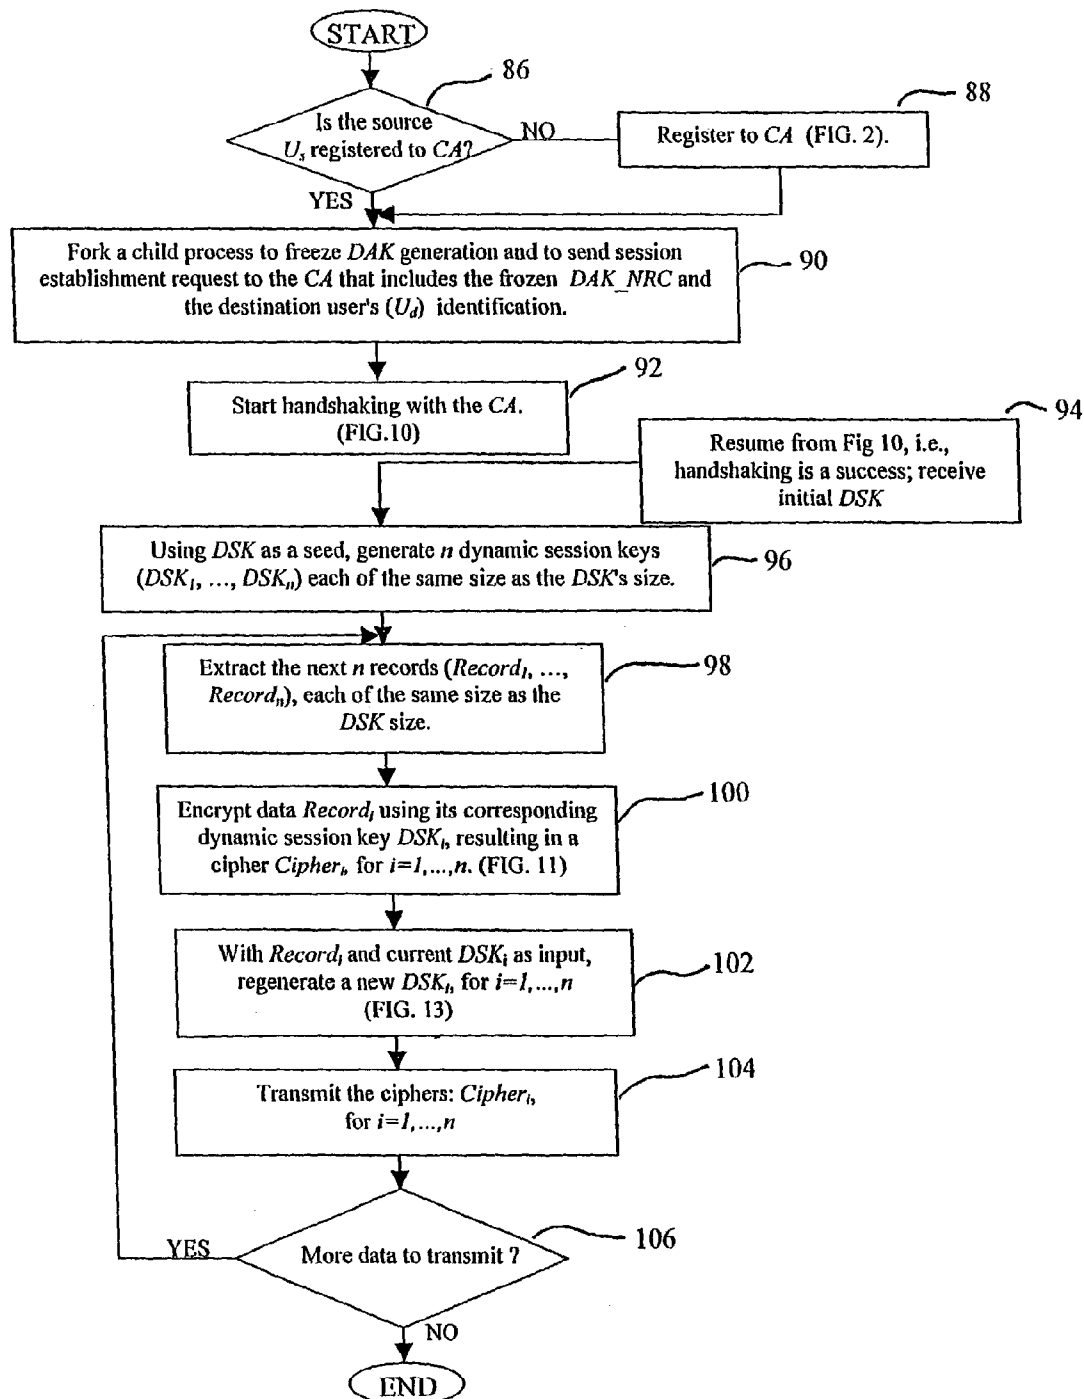 START
86
Is the source
U_s registered to CA?
NO
88
Register to CA (FIG. 2).
YES
Fork a child process to freeze DAK generation and to send session
establishment request to the CA that includes the frozen DAK_NRC and
the destination user's (U_d) identification.
90
92
Start handshaking with the CA.
(FIG.10)
94
Resume from Fig 10, i.e.,
handshaking is a success; receive
initial DSK
Using DSK as a seed, generate n dynamic session keys
(DSK_1, ..., DSK_n) each of the same size as the DSK's size.
96
Extract the next n records (Record_1, ...,
Record_n), each of the same size as the
DSK size.
98
Encrypt data Record_i using its corresponding
dynamic session key DSK_i, resulting in a
cipher Cipher_i, for i=1,...,n. (FIG. 11)
100
With Record_i and current DSK_i as input,
regenerate a new DSK_i, for i=1,...,n
(FIG. 13)
102
Transmit the ciphers: Cipher_i,
for i=1,...,n
104
More data to transmit ?
106
YES
NO
END